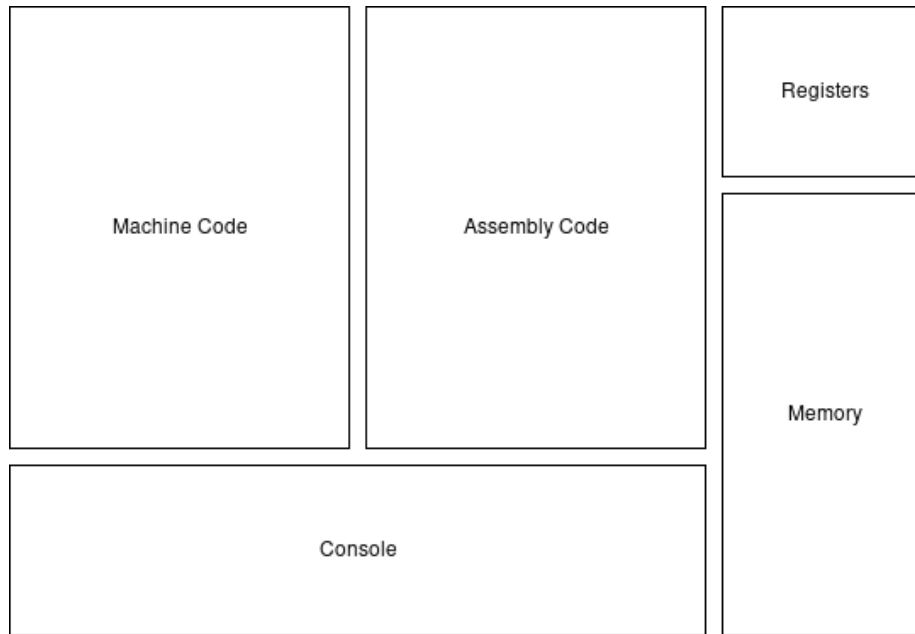 Machine Code
Assembly Code
Registers
Memory
Console